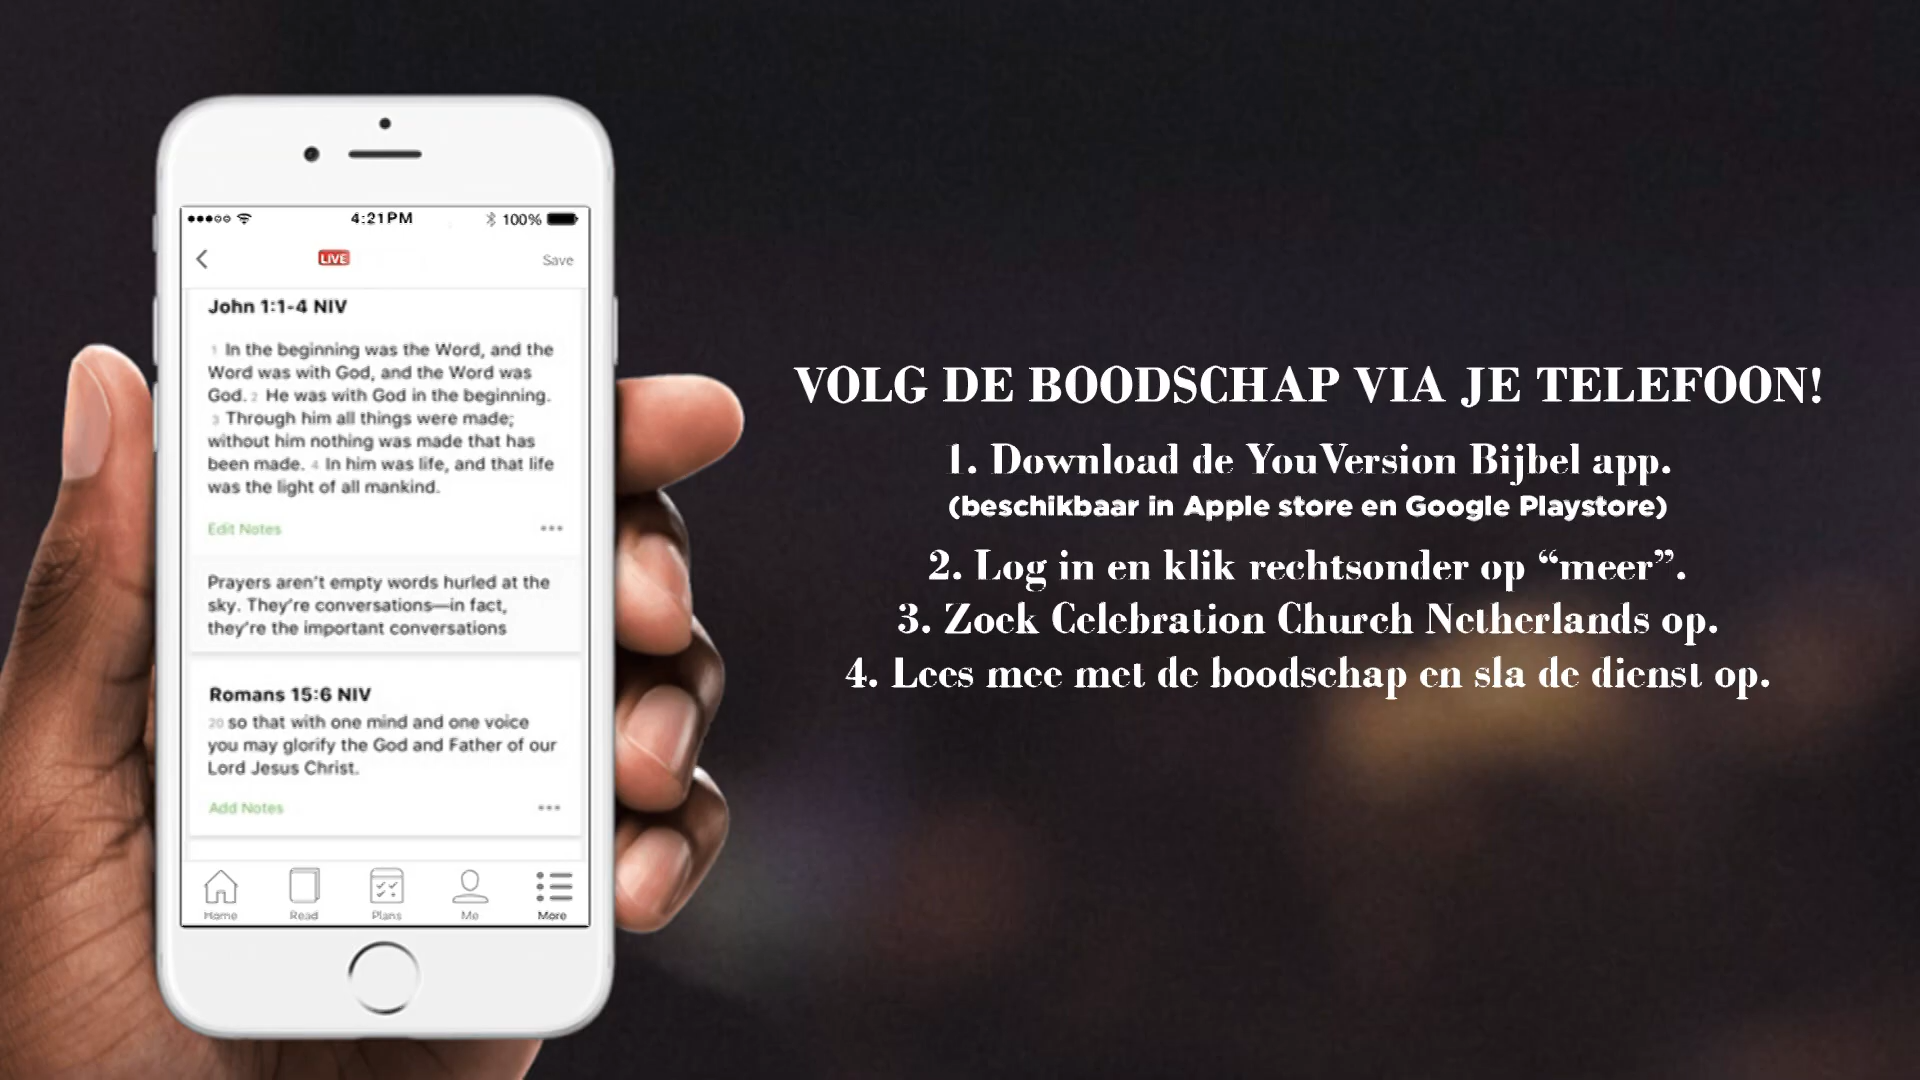 4:21PM
100%
LIVE
Save
John 1:1-4 NIV
1 In the beginning was the Word, and the
Word was with God, and the Word was
God. 2 He was with God in the beginning.
3 Through him all things were made;
without him nothing was made that has
been made. 4 In him was life, and that life
was the light of all mankind.
Edit Notes
Prayers aren't empty words hurled at the
sky. They're conversations—in fact,
they're the important conversations
Romans 15:6 NIV
20 so that with one mind and one voice
you may glorify the God and Father of our
Lord Jesus Christ.
Add Notes
Home Read Plans Me More
VOLG DE BOODSCHAP VIA JE TELEFOON!
1. Download de YouVersion Bijbel app.
(beschikbaar in Apple store en Google Playstore)
2. Log in en klik rechtsonder op “meer”.
3. Zoek Celebration Church Netherlands op.
4. Lees mee met de boodschap en sla de dienst op.